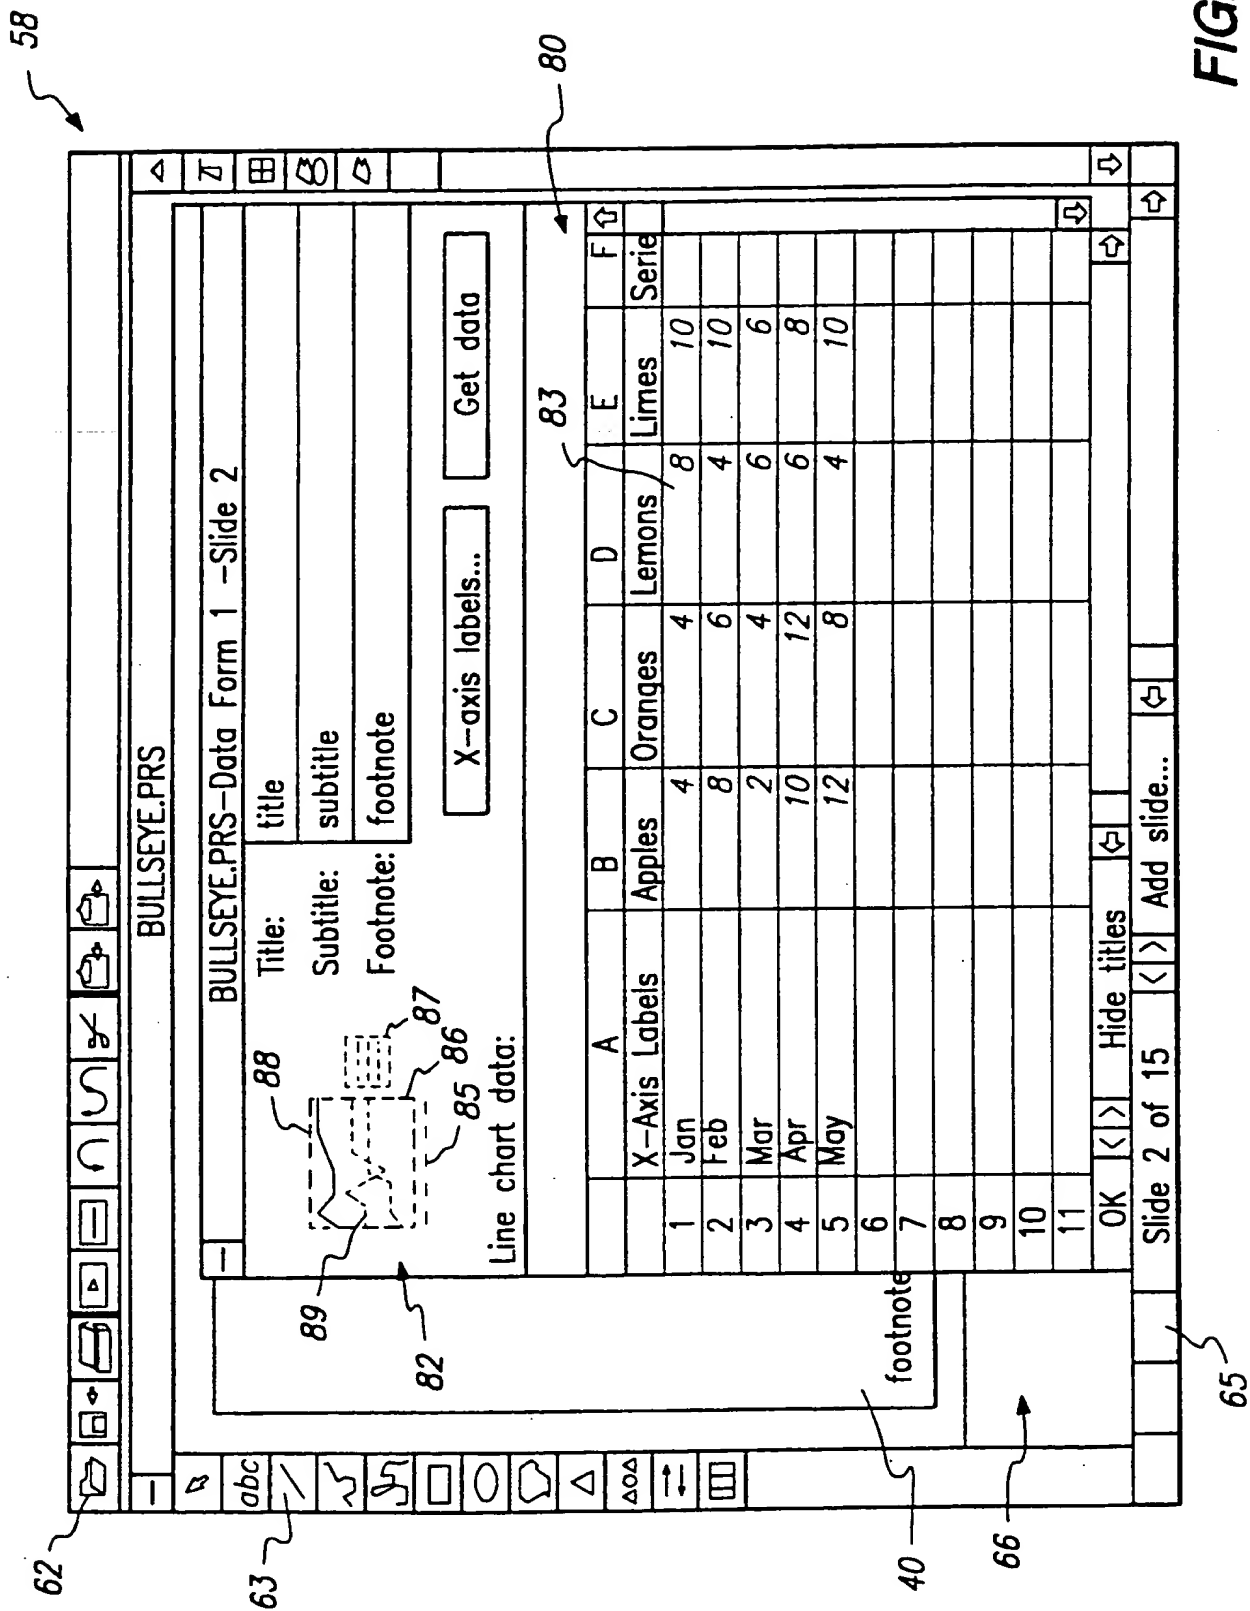 58
62
BULLSEYE.PRS
63
abc
BULLSEYE.PRS-Data Form 1 -Slide 2
Title: title
Subtitle: subtitle
Footnote: footnote
88
87
86
85
89
82
X-axis labels... Get data
Line chart data:
80
83
A B C D E F
X-Axis Labels Apples Oranges Lemons Limes Serie
1 Jan 4 4 8 10
2 Feb 8 6 4 10
3 Mar 2 4 6 6
4 Apr 10 12 6 8
5 May 12 8 4 10
6
7
8
9
10
11
footnote
OK < > Hide titles
Slide 2 of 15 < > Add slide...
40
66
65
FIG.